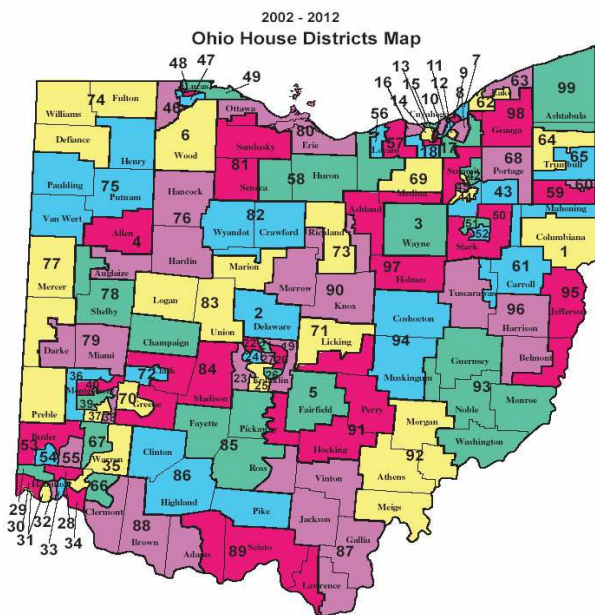 2002 - 2012
Ohio House Districts Map
11 7
13 12 9
48 47 16 15 10 8
49 14 63
Lucas Cuyahoga Lake 99
74 Fulton 46 Ottawa 56 62 98
Williams 80 57 18 17 Geauga Ashtabula
6 Erie Lorain 64
Defiance Wood Sandusky Summit 68 Trumbull
Henry 81 Huron 69 Portage 65
Paulding 75 Seneca 58 Medina 43 59 60
Putnam Hancock Ashland Mahoning
Van Wert 76 82 3 50
Allen 4 Wyandot Crawford Richland Wayne 51 52 Columbiana
77 Hardin 73 Stark 1
Mercer Auglaize Marion 97 61
78 Logan Morrow 90 Holmes Tuscarawas Carroll 95
Shelby 83 Knox 96 Jefferson
Union 2 Coshocton Harrison
79 Champaign Delaware 71
Darke Miami 22 19 Licking 94 Guernsey Belmont
36 72 Clark 84 24 27 26 Muskingum
Montgomery Madison 23 Franklin 93
40 70 25 5 Perry Noble Monroe
Preble 39 Greene Fairfield Morgan
37 38 Fayette Pickaway 91 Washington
Butler 67 85 Hocking 92
53 55 Warren Clinton Ross Athens
54 35 86 Vinton
Hamilton 66 Highland Pike Meigs
29 Clermont Jackson
30 88 Gallia
31 32 28 Brown Adams 89 Scioto 87
33 34 Lawrence